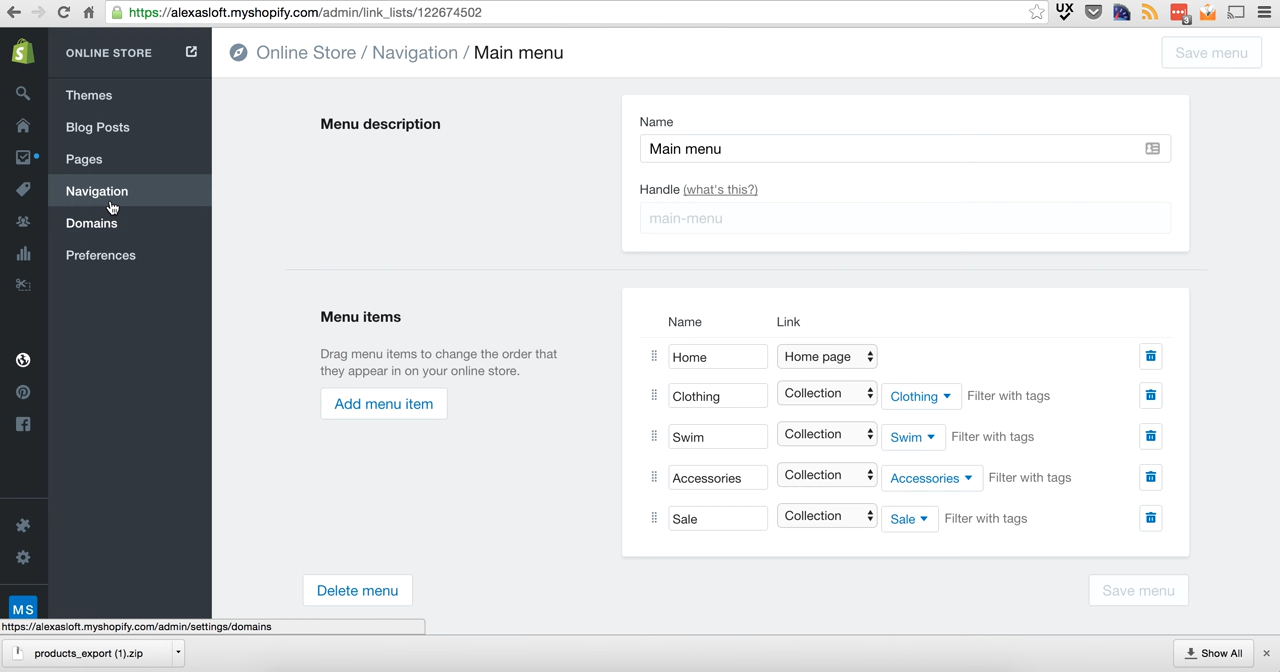 https://alexasloft.myshopify.com/admin/link_lists/122674502
UX
3
ONLINE STORE
Online Store / Navigation / Main menu
Save menu
Themes
Blog Posts
Pages
Navigation
Domains
Preferences
Menu description
Name
Main menu
Handle (what's this?)
main-menu
Menu items
Drag menu items to change the order that
they appear in on your online store.
Add menu item
Name Link
Home Home page
Clothing Collection Clothing Filter with tags
Swim Collection Swim Filter with tags
Accessories Collection Accessories Filter with tags
Sale Collection Sale Filter with tags
Delete menu
Save menu
MS
https://alexasloft.myshopify.com/admin/settings/domains
products_export (1).zip
Show All